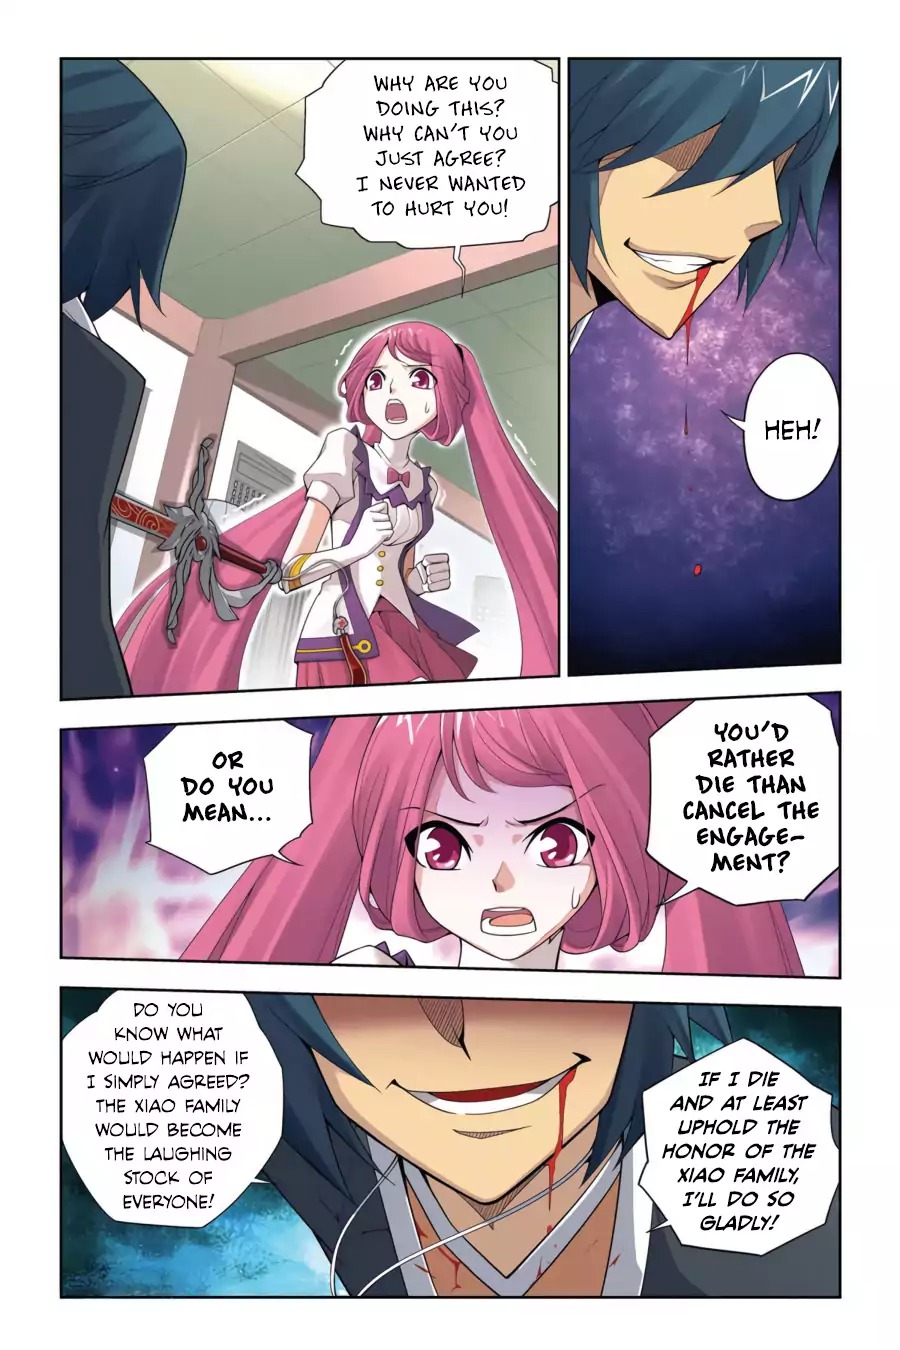 WHY ARE YOU
DOING THIS?
WHY CAN'T YOU
JUST AGREE?
I NEVER WANTED
TO HURT YOU!
HEH!
OR
DO YOU
MEAN...
YOU'D
RATHER
DIE THAN
CANCEL THE
ENGAGE-
MENT?
DO YOU
KNOW WHAT
WOULD HAPPEN IF
I SIMPLY AGREED?
THE XIAO FAMILY
WOULD BECOME
THE LAUGHING
STOCK OF
EVERYONE!
IF I DIE
AND AT LEAST
UPHOLD THE
HONOR OF THE
XIAO FAMILY,
I'LL DO SO
GLADLY!